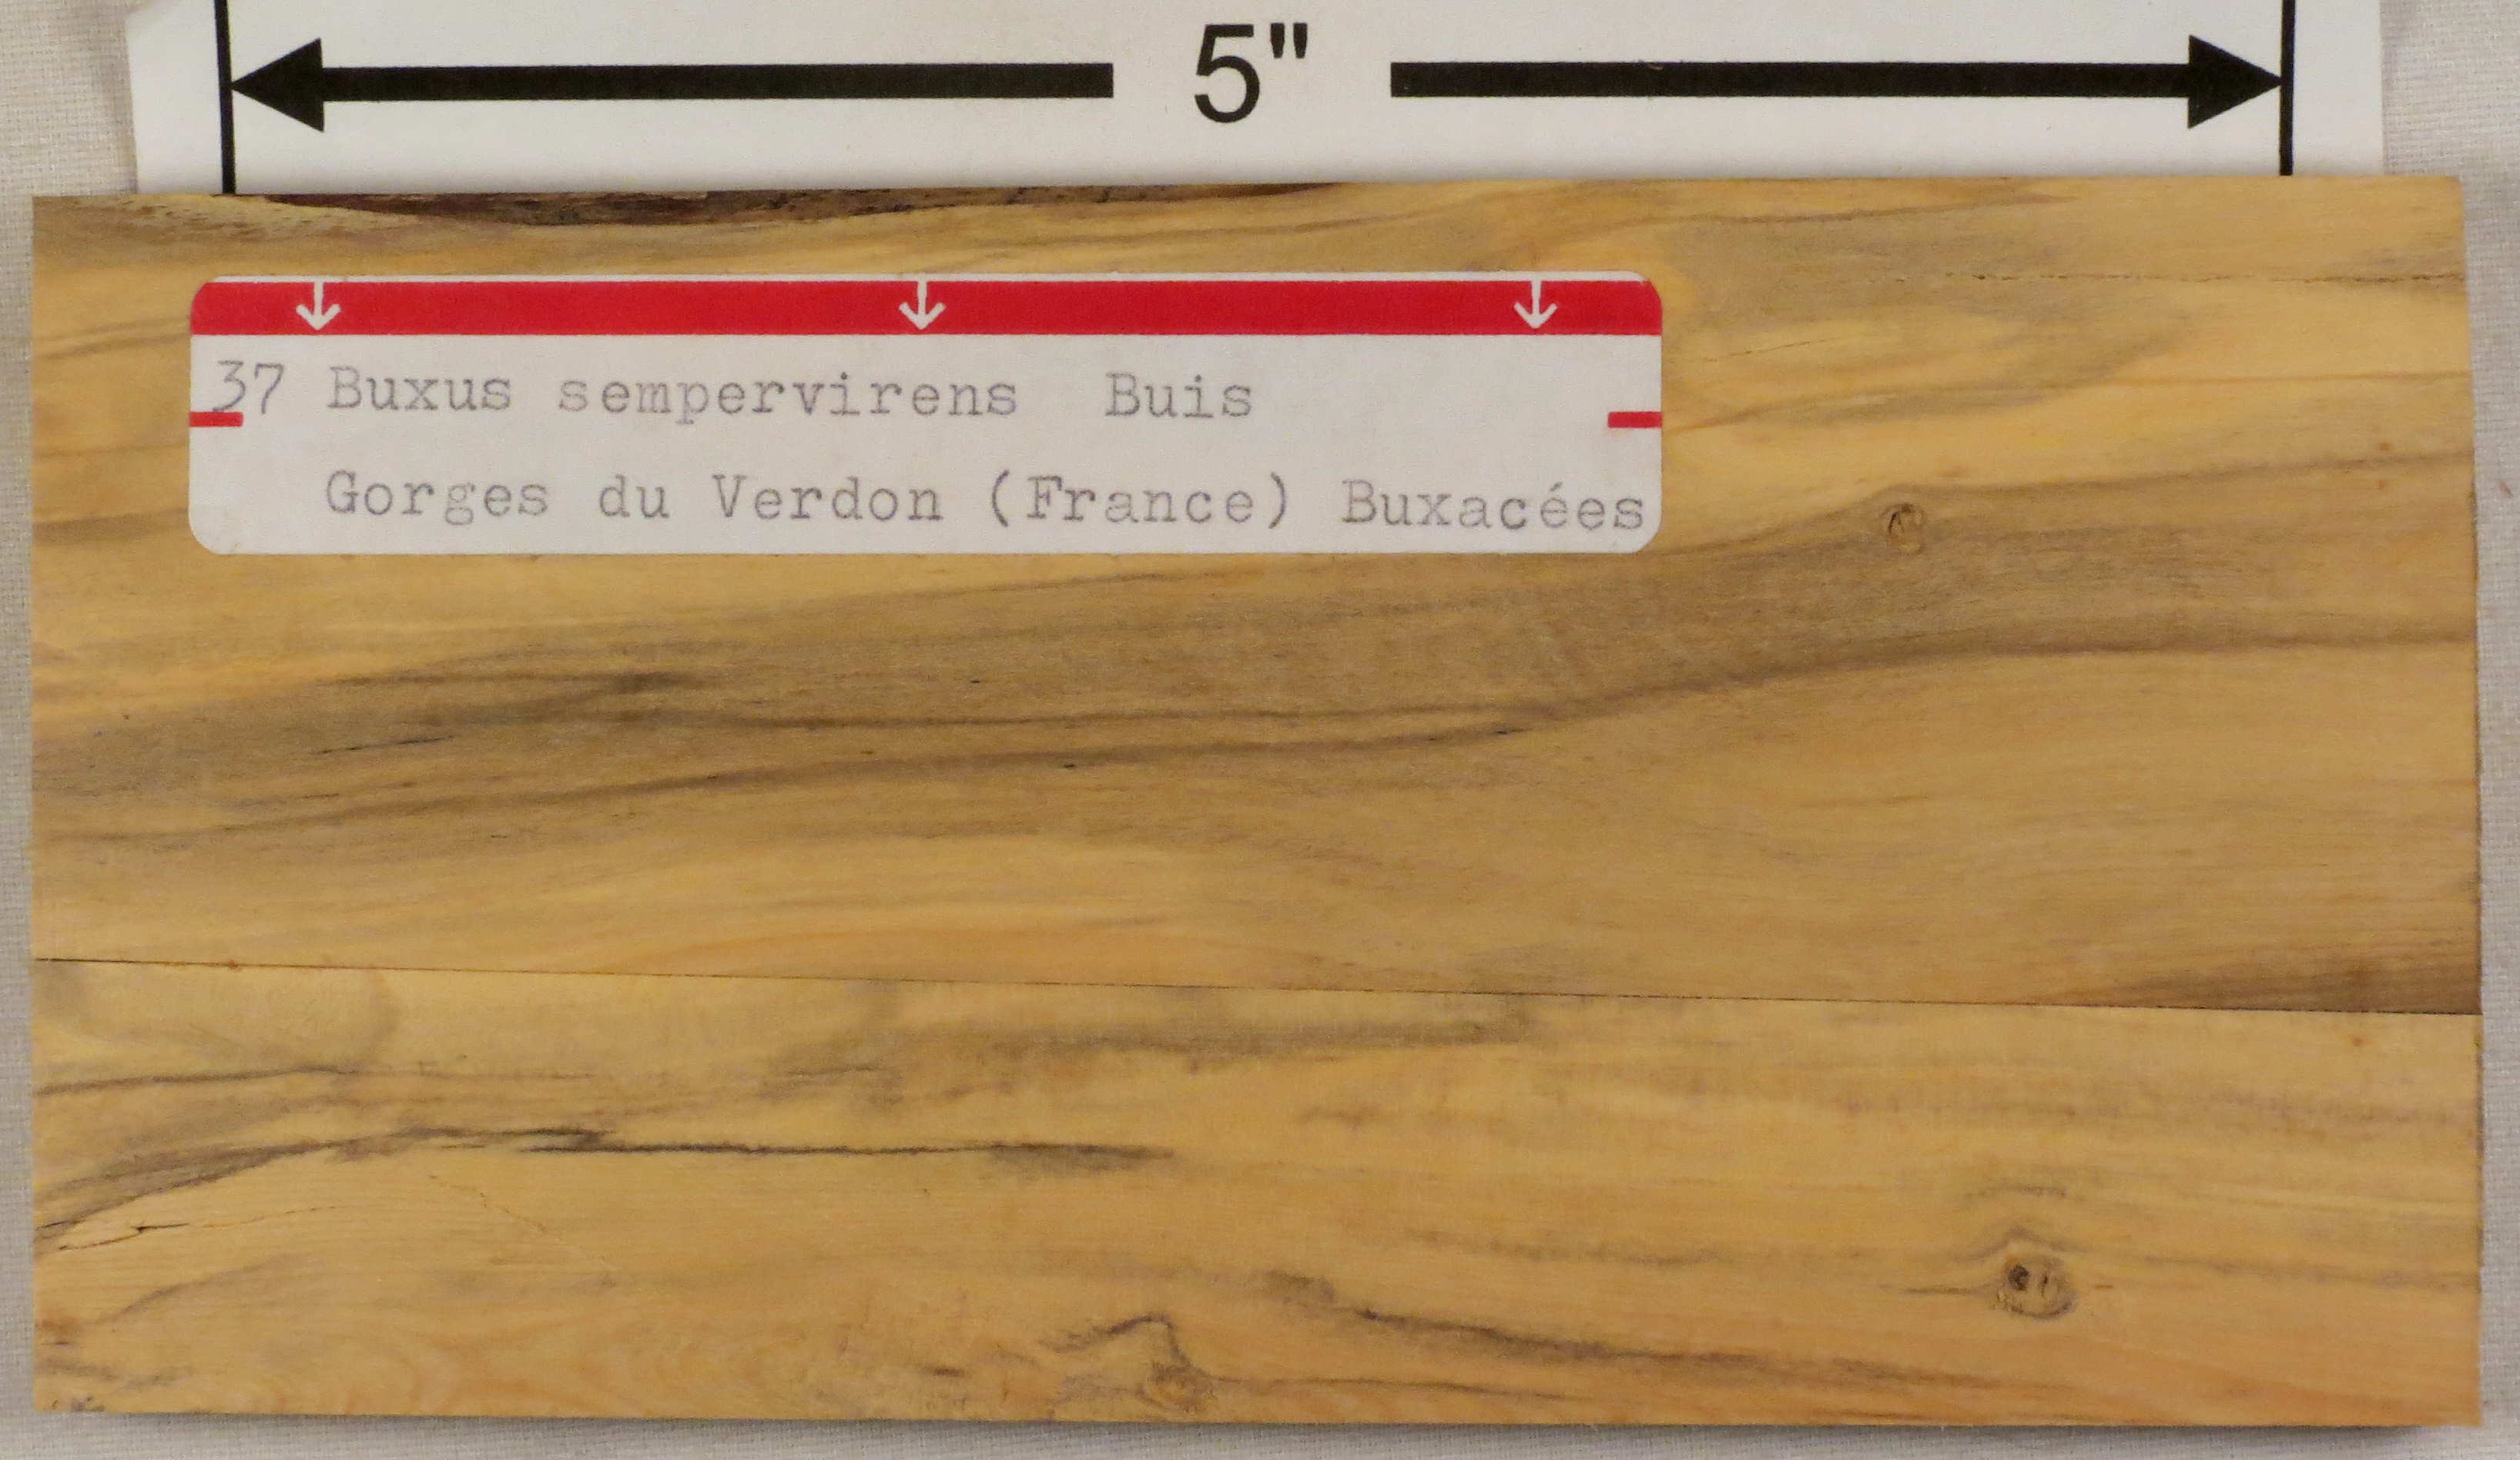 5"
37 Buxus sempervirens Buis
Gorges du Verdon (France) Buxacées